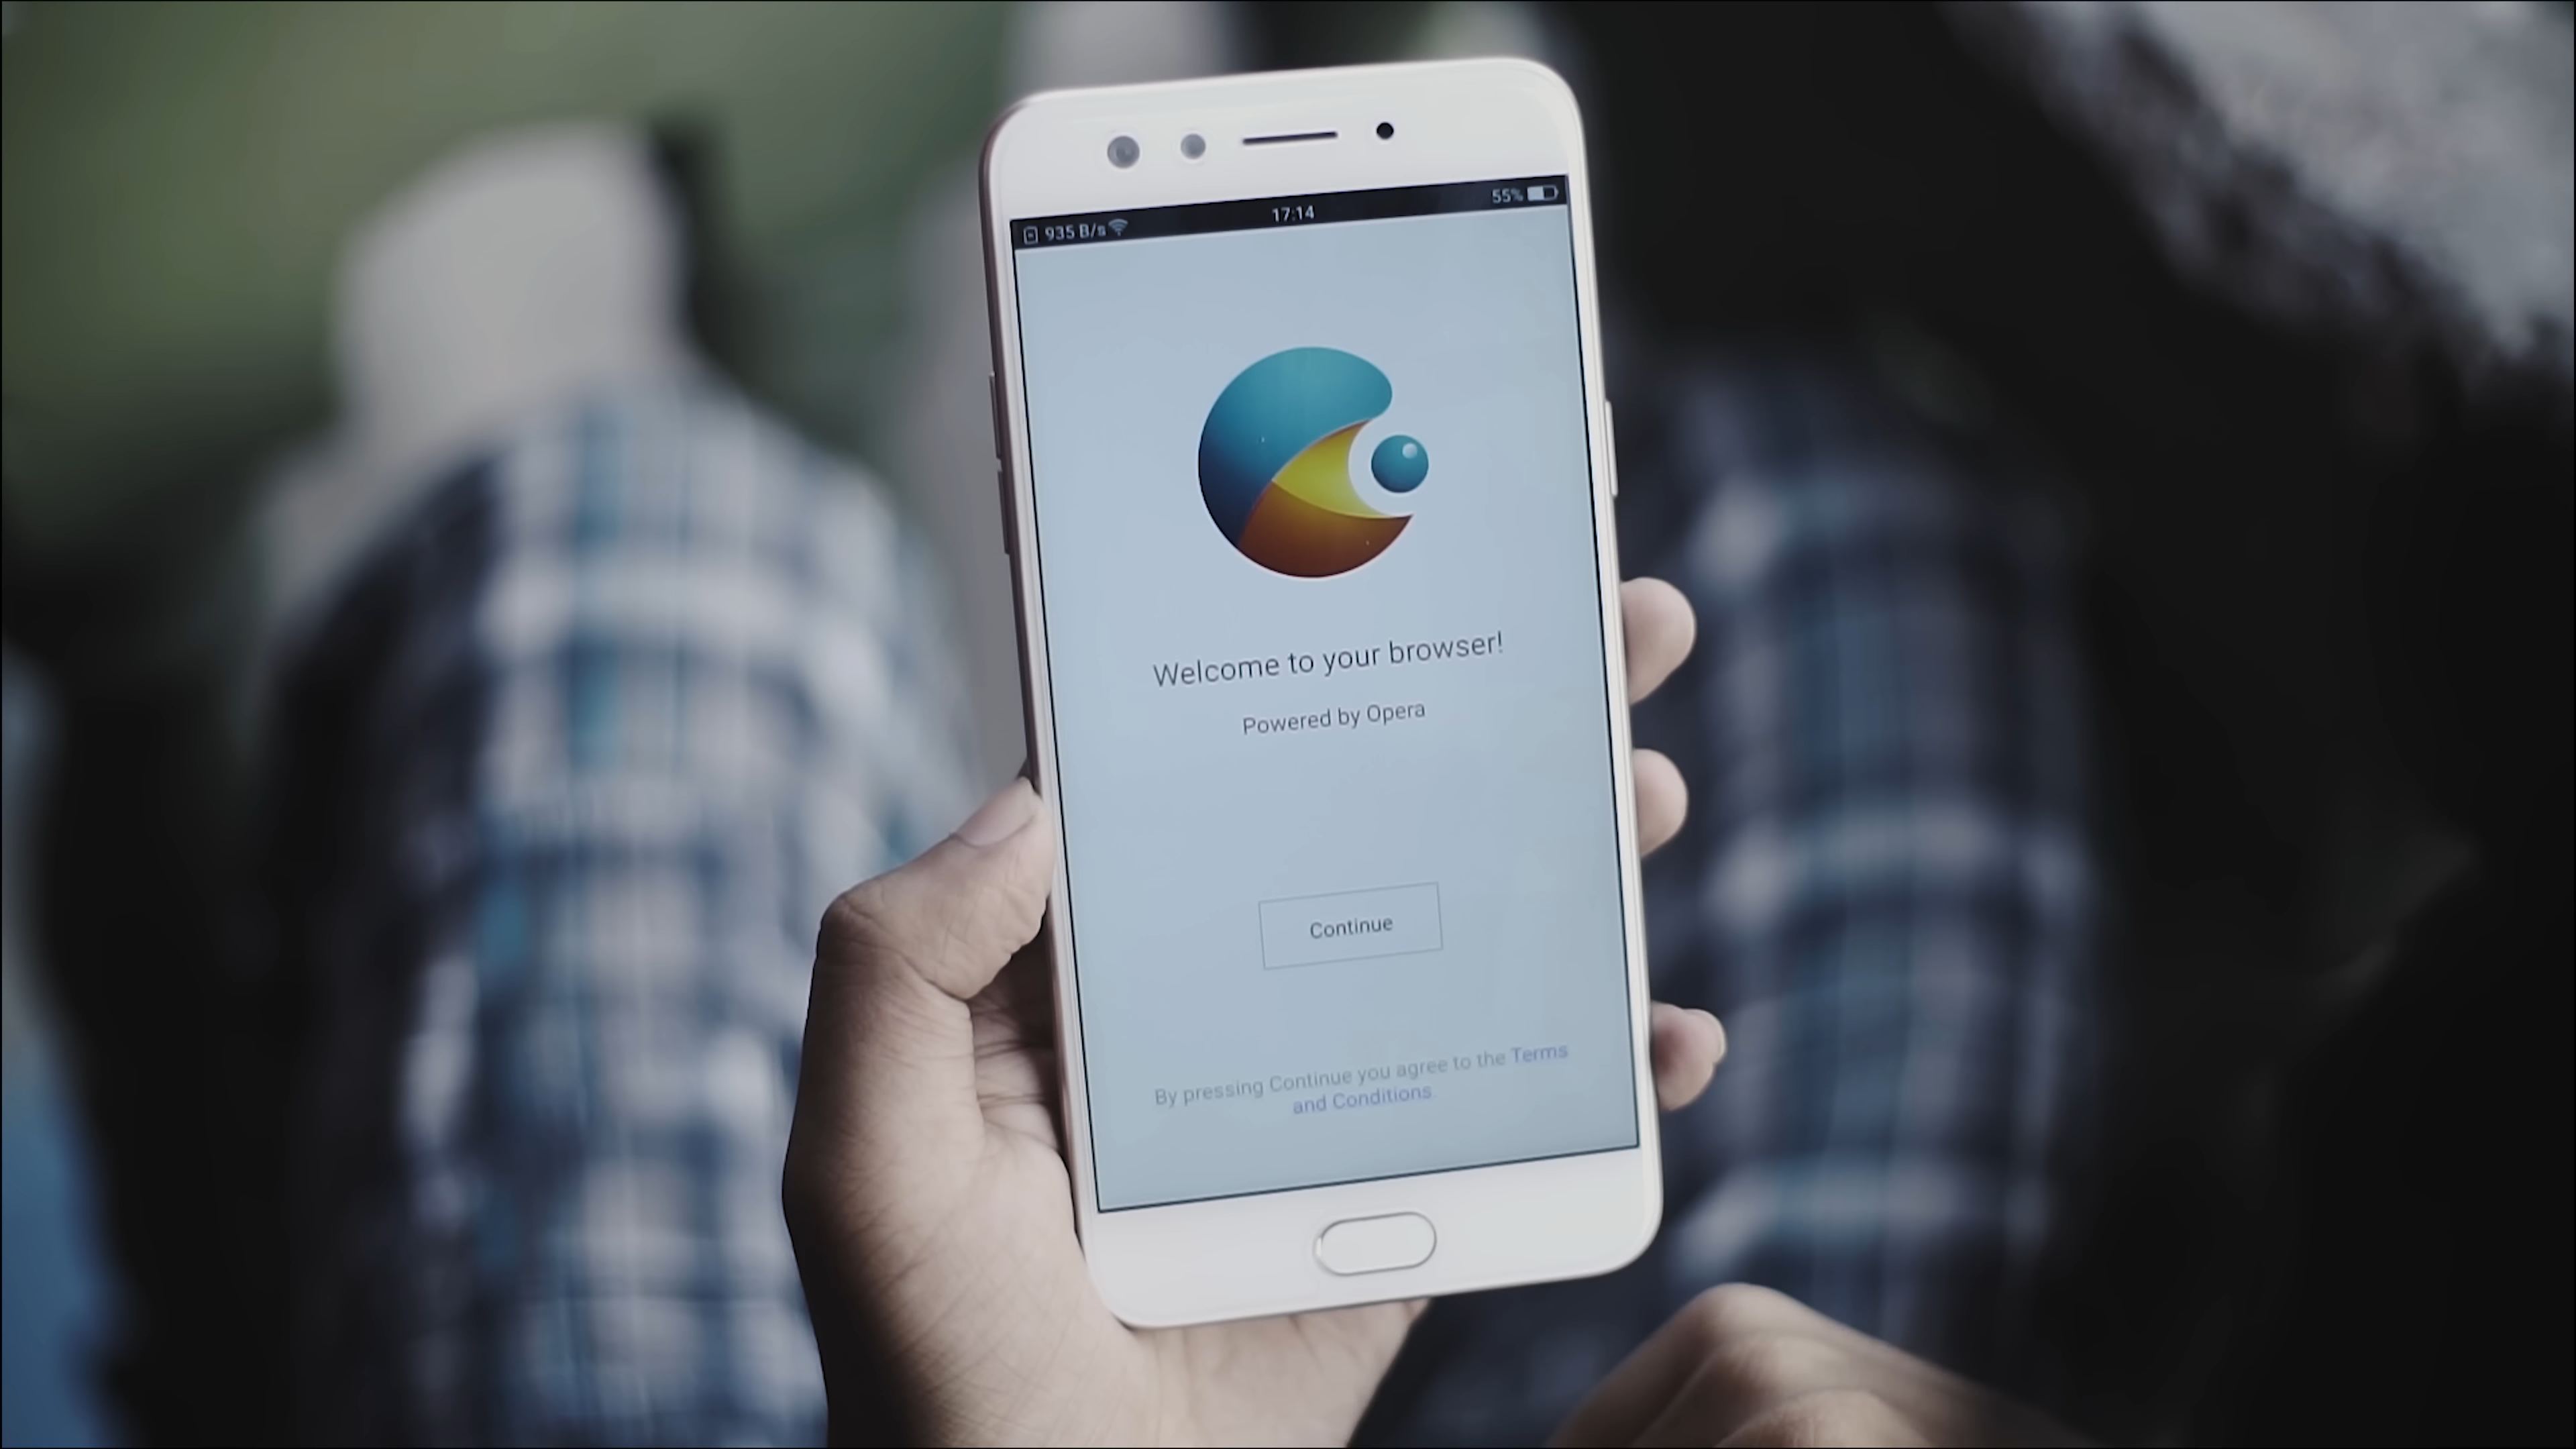 935 B/s
17:14
55%
Welcome to your browser!
Powered by Opera
Continue
By pressing Continue you agree to the Terms
and Conditions